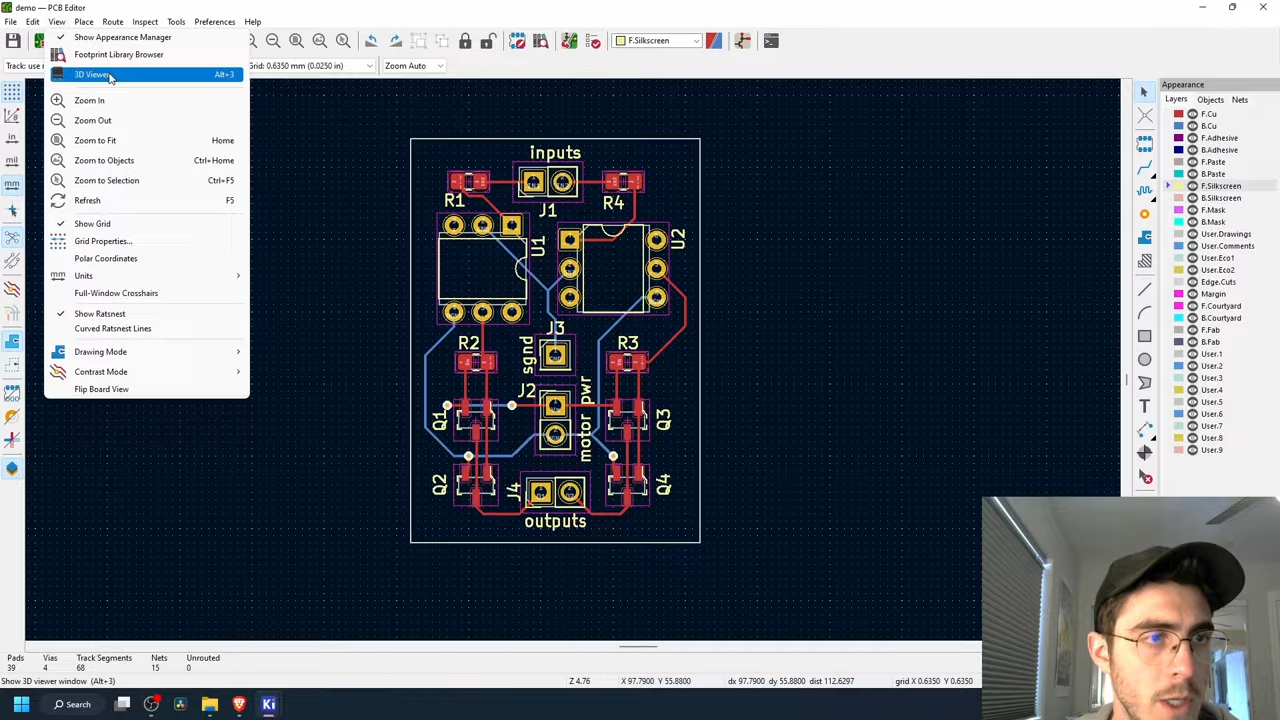 demo — PCB Editor
File Edit View Place Route Inspect Tools Preferences Help
F.Silkscreen
Track: use
Grid: 0.6350 mm (0.0250 in)
Zoom Auto
Show Appearance Manager
Footprint Library Browser
3D Viewer Alt+3
Zoom In
Zoom Out
Zoom to Fit Home
Zoom to Objects Ctrl+Home
Zoom to Selection Ctrl+F5
Refresh F5
Show Grid
Grid Properties...
Polar Coordinates
mm Units
Full-Window Crosshairs
Show Ratsnest
Curved Ratsnest Lines
Drawing Mode
Contrast Mode
Flip Board View
in
mil
mm
inputs
R1
J1
R4
U1
U2
J3
sgnd
R2
R3
J2
motor pwr
Q1
Q3
Q2
J4
Q4
outputs
Appearance
Layers Objects Nets
F.Cu
B.Cu
F.Adhesive
B.Adhesive
F.Paste
B.Paste
F.Silkscreen
B.Silkscreen
F.Mask
B.Mask
User.Drawings
User.Comments
User.Eco1
User.Eco2
Edge.Cuts
Margin
F.Courtyard
B.Courtyard
F.Fab
B.Fab
User.1
User.2
User.3
User.4
User.5
User.6
User.7
User.8
User.9
Pads Vias Track Segments Nets Unrouted
39 4 68 15 0
Show 3D viewer window (Alt+3)
Z 4.76
X 97.7900 Y 55.8800
dx 97.7900 dy 55.8800 dist 112.6297
grid X 0.6350 Y 0.6350
Search
Ki